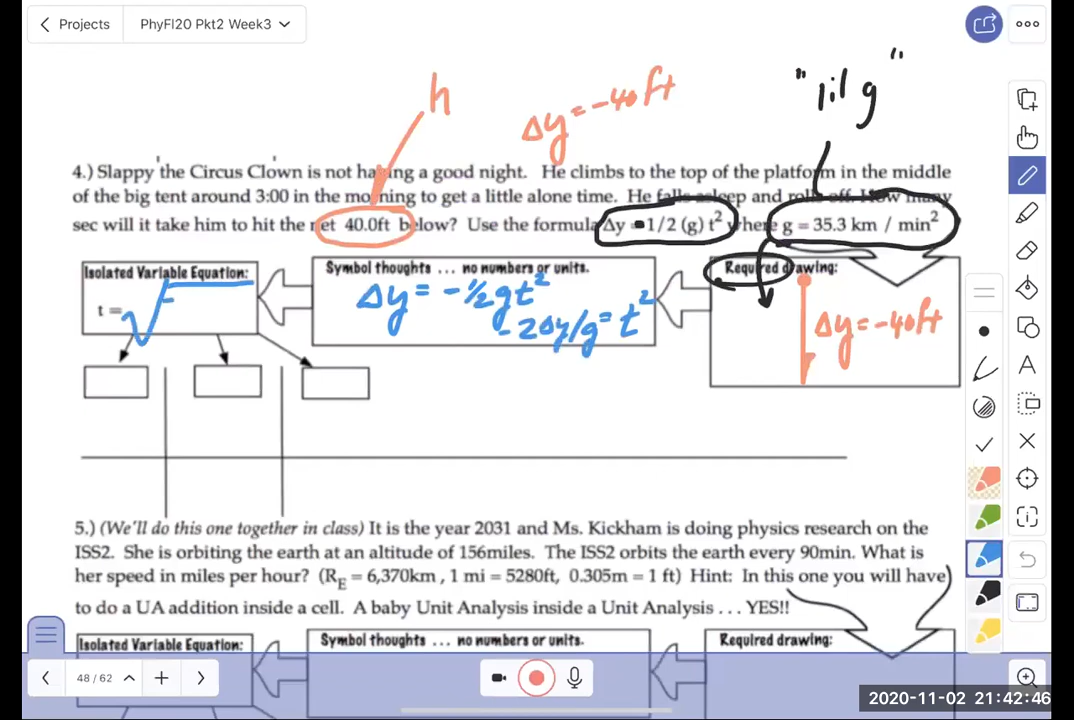 Projects
PhyFl20 Pkt2 Week3
h
Δy = -40 ft
"lil g"
4.) Slappy the Circus Clown is not having a good night. He climbs to the top of the platform in the middle
of the big tent around 3:00 in the morning to get a little alone time. He falls asleep and rolls off. How many
sec will it take him to hit the net 40.0ft below? Use the formula Δy = -1/2 (g) t² where g = 35.3 km / min²
Isolated Variable Equation:
t = √
Symbol thoughts ... no numbers or units.
Δy = -½gt²
-2Δy/g = t²
Required drawing:
Δy = -40ft
5.) (We'll do this one together in class) It is the year 2031 and Ms. Kickham is doing physics research on the
ISS2. She is orbiting the earth at an altitude of 156miles. The ISS2 orbits the earth every 90min. What is
her speed in miles per hour? (R_E = 6,370km , 1 mi = 5280ft, 0.305m = 1 ft) Hint: In this one you will have
to do a UA addition inside a cell. A baby Unit Analysis inside a Unit Analysis . . . YES!!
Isolated Variable Equation:
Symbol thoughts ... no numbers or units.
Required drawing:
48 / 62
2020-11-02 21:42:46